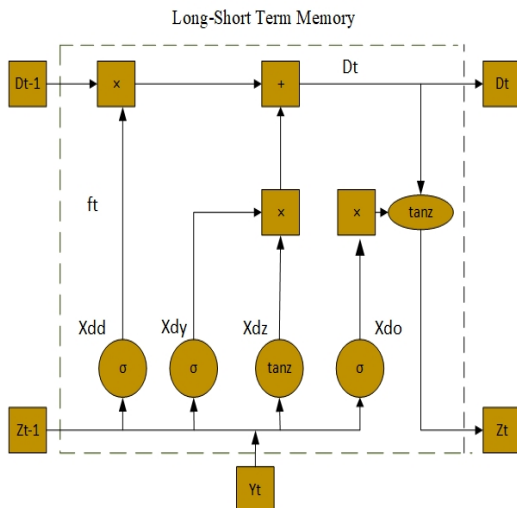 Long-Short Term Memory
Dt-1
×
+
Dt
Dt
ft
×
×
tanz
Xdd
Xdy
Xdz
Xdo
σ
σ
tanz
σ
Zt-1
Zt
Yt